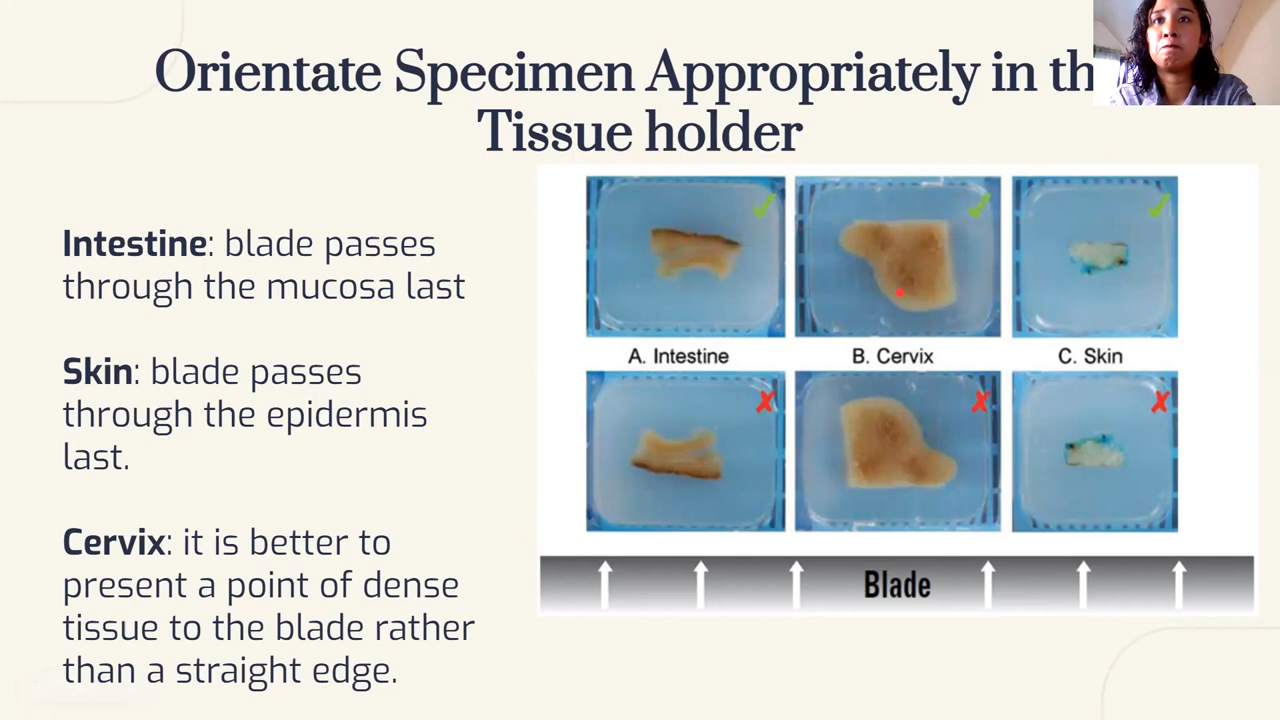 Orientate Specimen Appropriately in th
Tissue holder
Intestine: blade passes
through the mucosa last
Skin: blade passes
through the epidermis
last.
Cervix: it is better to
present a point of dense
tissue to the blade rather
than a straight edge.
A. Intestine
B. Cervix
C. Skin
Blade